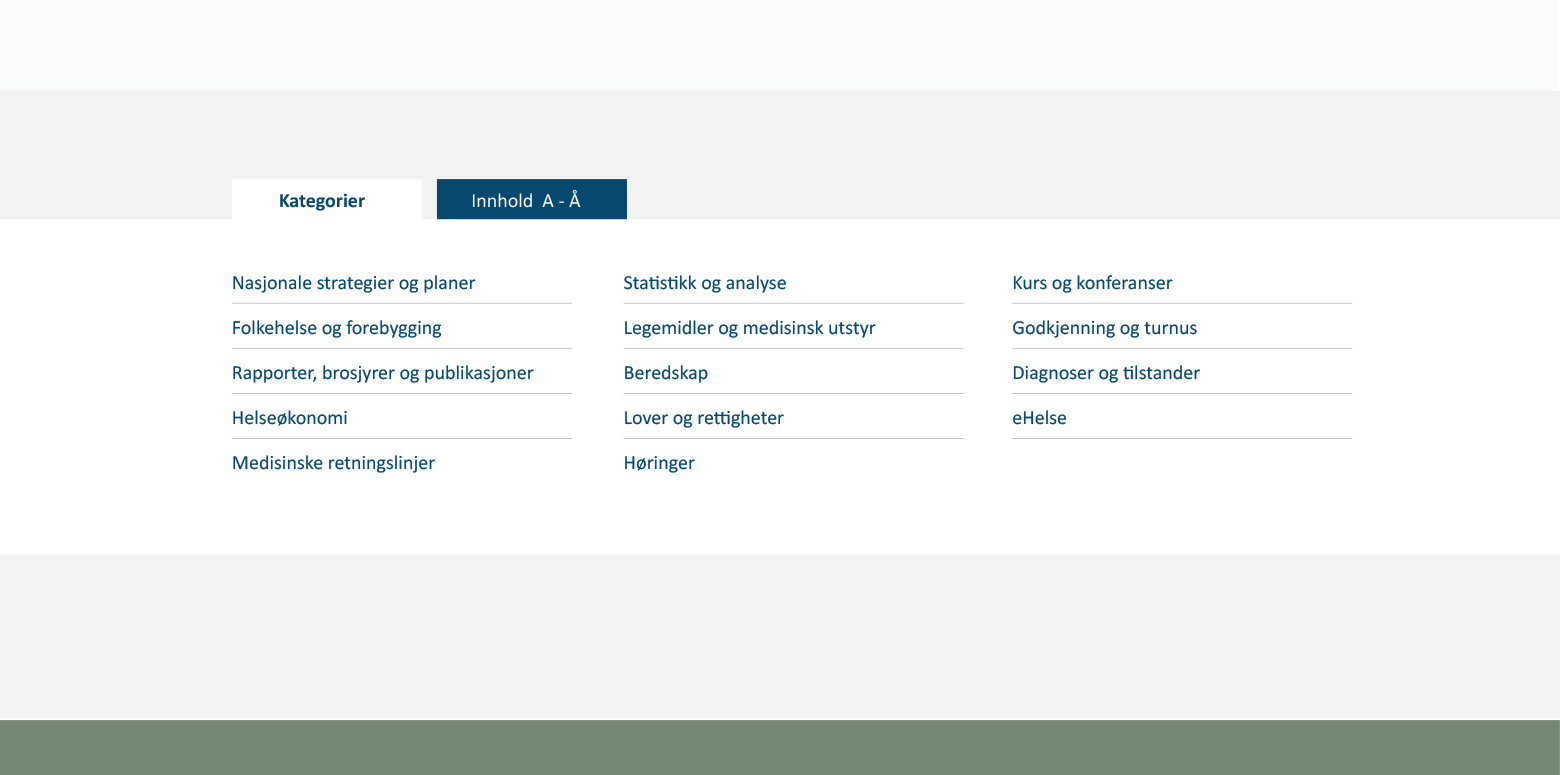 Kategorier
Innhold A - Å
Nasjonale strategier og planer
Folkehelse og forebygging
Rapporter, brosjyrer og publikasjoner
Helseøkonomi
Medisinske retningslinjer
Statistikk og analyse
Legemidler og medisinsk utstyr
Beredskap
Lover og rettigheter
Høringer
Kurs og konferanser
Godkjenning og turnus
Diagnoser og tilstander
eHelse